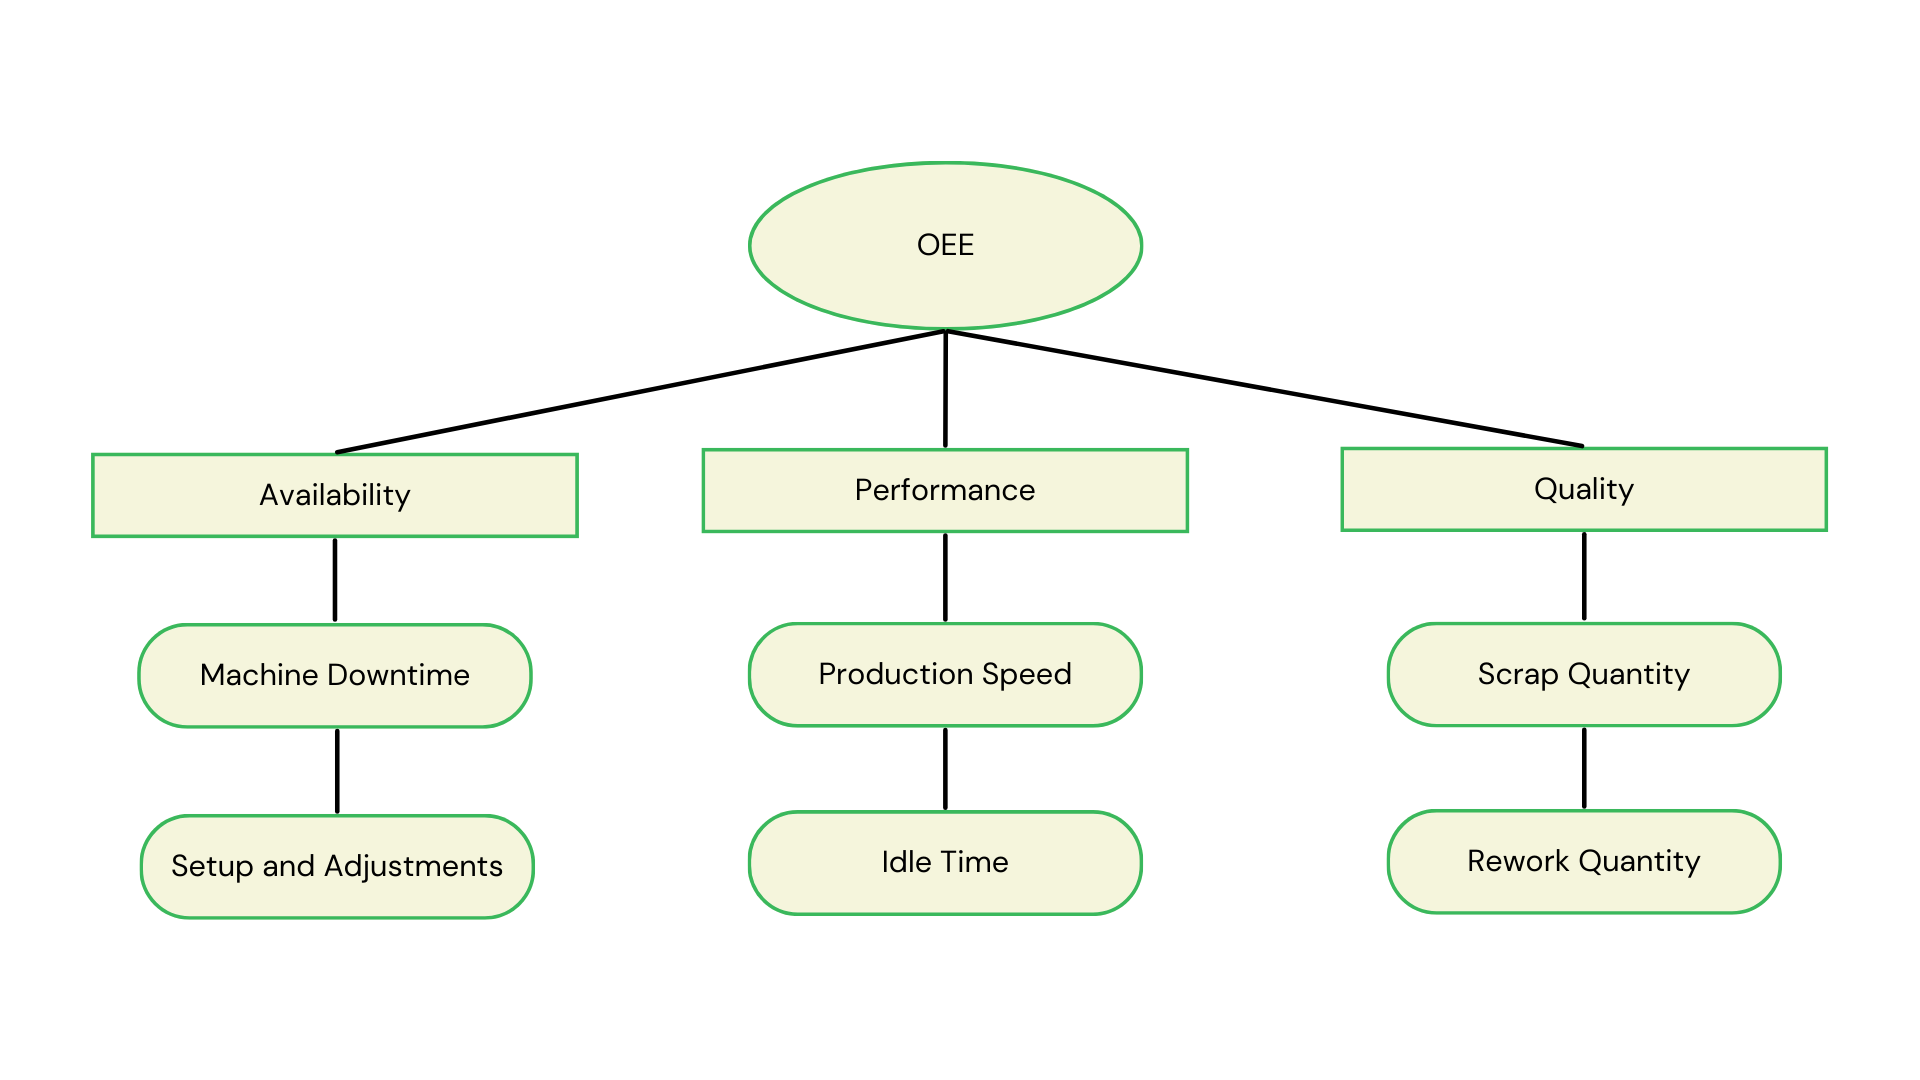 OEE
Availability
Performance
Quality
Machine Downtime
Production Speed
Scrap Quantity
Setup and Adjustments
Idle Time
Rework Quantity